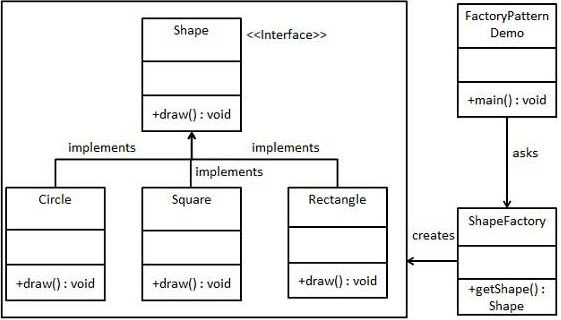 Shape
<<Interface>>
+draw() : void
implements
implements
implements
Circle
+draw() : void
Square
+draw() : void
Rectangle
+draw() : void
FactoryPattern
Demo
+main() : void
asks
ShapeFactory
creates
+getShape() :
Shape